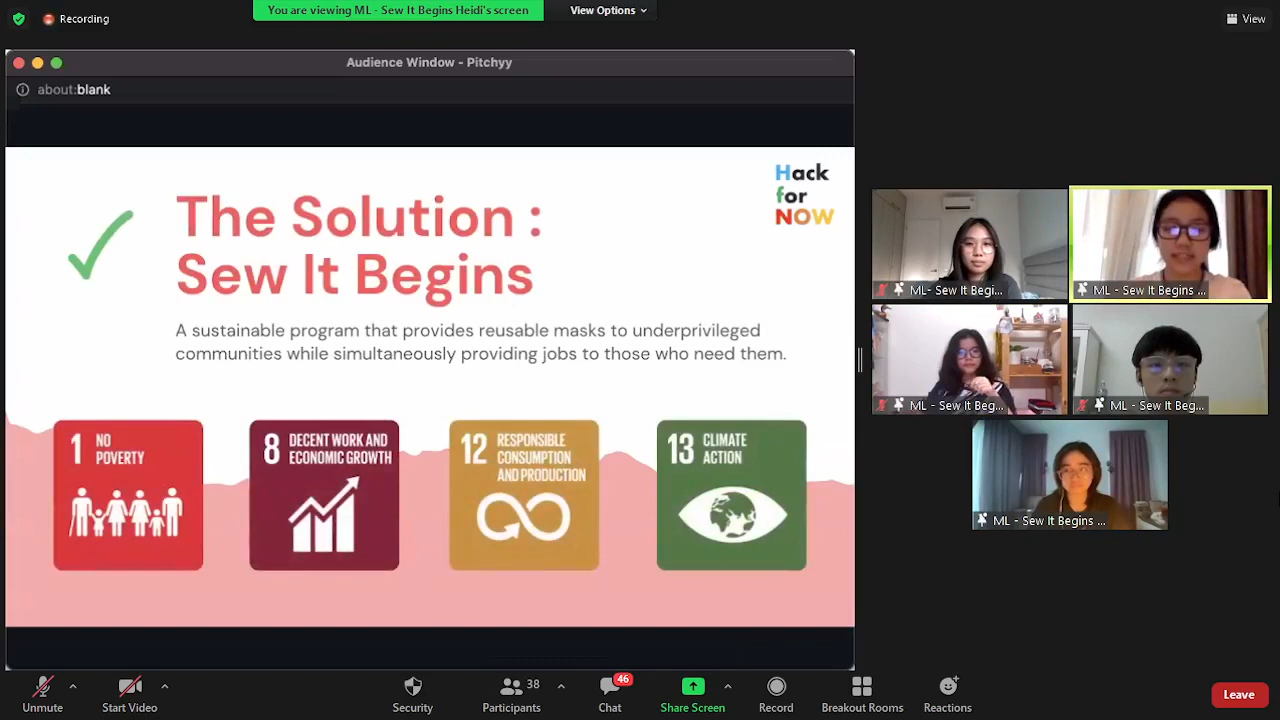 Recording
You are viewing ML - Sew It Begins Heidi's screen
View Options
View
Audience Window - Pitchyy
about:blank
Hack
for
NOW
The Solution :
Sew It Begins
A sustainable program that provides reusable masks to underprivileged
communities while simultaneously providing jobs to those who need them.
1 NO
POVERTY
8 DECENT WORK AND
ECONOMIC GROWTH
12 RESPONSIBLE
CONSUMPTION
AND PRODUCTION
13 CLIMATE
ACTION
ML- Sew It Begi...
ML - Sew It Begins ...
ML - Sew It Beg...
ML - Sew It Beg...
ML - Sew It Begins ...
Unmute
Start Video
Security
38
Participants
46
Chat
Share Screen
Record
Breakout Rooms
Reactions
Leave